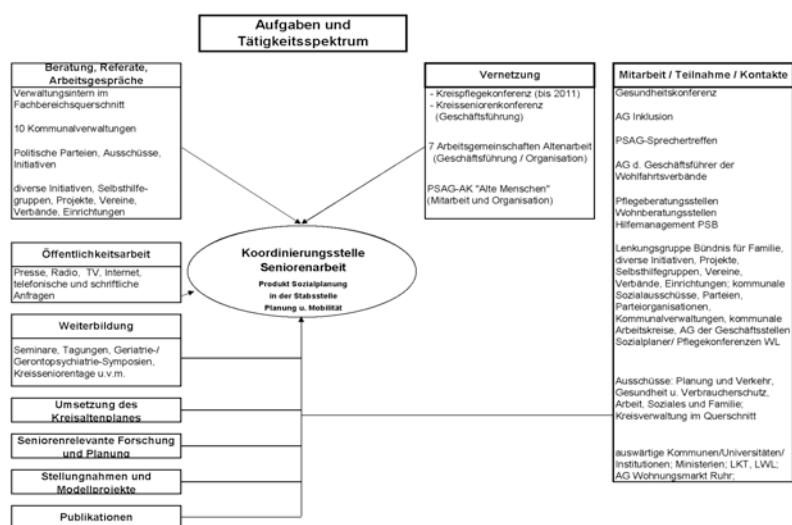 Aufgaben und
Tätigkeitsspektrum
Beratung, Referate,
Arbeitsgespräche
Verwaltungsintern im
Fachbereichsquerschnitt
10 Kommunalverwaltungen
Politische Parteien, Ausschüsse,
Initiativen
diverse Initiativen, Selbsthilfe-
gruppen, Projekte, Vereine,
Verbände, Einrichtungen
Öffentlichkeitsarbeit
Presse, Radio, TV, Internet,
telefonische und schriftliche
Anfragen
Weiterbildung
Seminare, Tagungen, Geriatrie-/
Gerontopsychiatrie-Symposien,
Kreisseniorentage u.v.m.
Umsetzung des
Kreisaltenplanes
Seniorenrelevante Forschung
und Planung
Stellungnahmen und
Modellprojekte
Publikationen
Vernetzung
- Kreispflegekonferenz (bis 2011)
- Kreisseniorenkonferenz
(Geschäftsführung)
7 Arbeitsgemeinschaften Altenarbeit
(Geschäftsführung / Organisation)
PSAG-AK "Alte Menschen"
(Mitarbeit und Organisation)
Koordinierungsstelle
Seniorenarbeit
Produkt Sozialplanung
in der Stabsstelle
Planung u. Mobilität
Mitarbeit / Teilnahme / Kontakte
Gesundheitskonferenz
AG Inklusion
PSAG-Sprechertreffen
AG d. Geschäftsführer der
Wohlfahrtsverbände
Pflegeberatungsstellen
Wohnberatungsstellen
Hilfemanagement PSB
Lenkungsgruppe Bündnis für Familie,
diverse Initiativen, Projekte,
Selbsthilfegruppen, Vereine,
Verbände, Einrichtungen; kommunale
Sozialausschüsse, Parteien,
Parteiorganisationen,
Kommunalverwaltungen, kommunale
Arbeitskreise, AG der Geschäftsstellen
Sozialplaner/ Pflegekonferenzen WL
Ausschüsse: Planung und Verkehr,
Gesundheit u. Verbraucherschutz,
Arbeit, Soziales und Familie;
Kreisverwaltung im Querschnitt
auswärtige Kommunen/Universitäten/
Institutionen; Ministerien; LKT, LWL;
AG Wohnungsmarkt Ruhr;